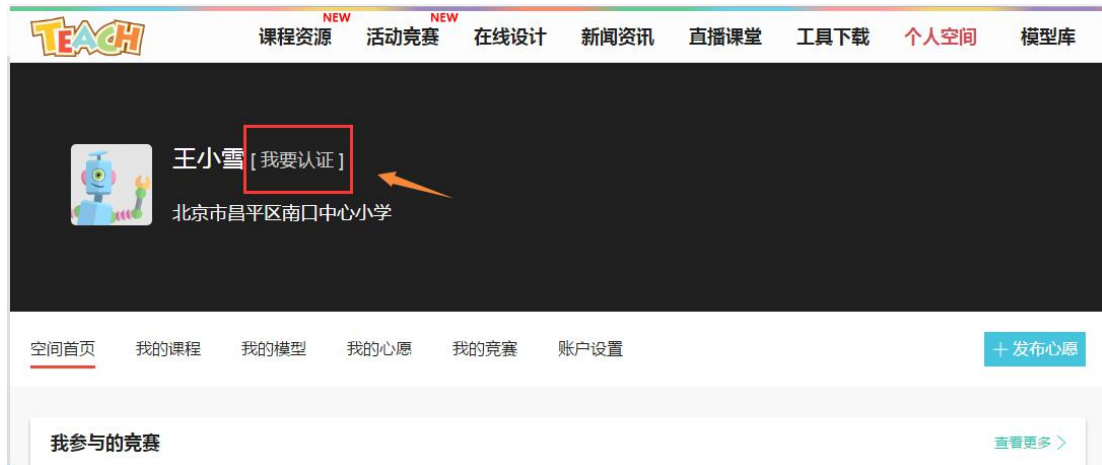 NEW NEW
TEACH 课程资源 活动竞赛 在线设计 新闻资讯 直播课堂 工具下载 个人空间 模型库
王小雪 [ 我要认证 ]
北京市昌平区南口中心小学
空间首页 我的课程 我的模型 我的心愿 我的竞赛 账户设置 + 发布心愿
我参与的竞赛 查看更多 >